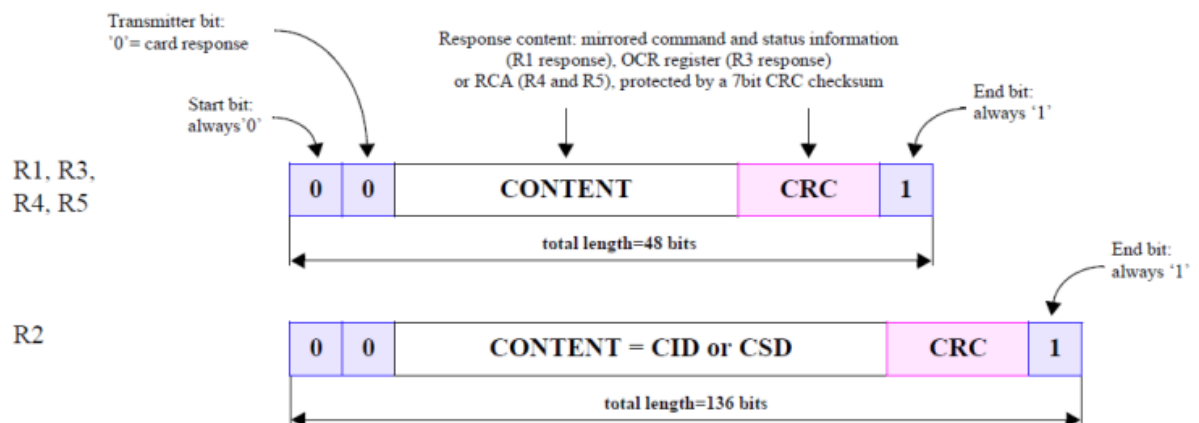 Transmitter bit:
'0'= card response
Response content: mirrored command and status information
(R1 response), OCR register (R3 response)
or RCA (R4 and R5), protected by a 7bit CRC checksum
Start bit:
always'0'
End bit:
always '1'
R1, R3,
R4, R5
0 0 CONTENT CRC 1
total length=48 bits
End bit:
always '1'
R2
0 0 CONTENT = CID or CSD CRC 1
total length=136 bits